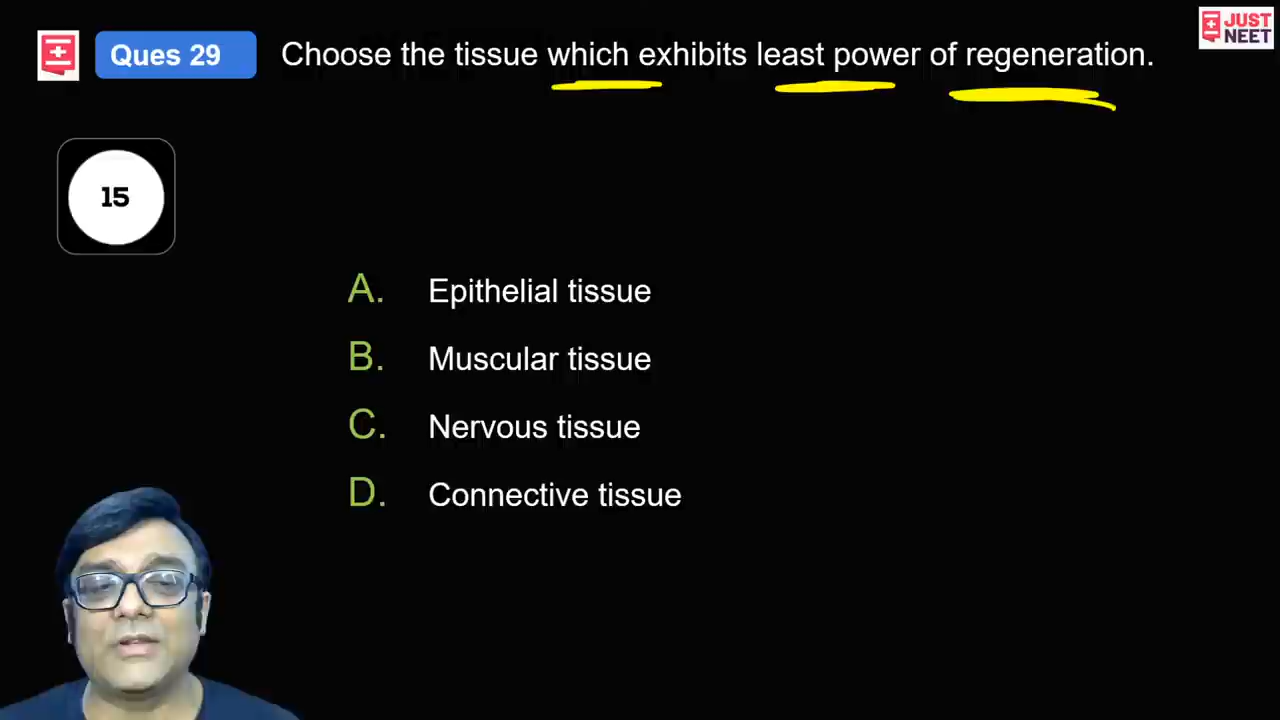 Ques 29 Choose the tissue which exhibits least power of regeneration.
JUST
NEET
15
A. Epithelial tissue
B. Muscular tissue
C. Nervous tissue
D. Connective tissue